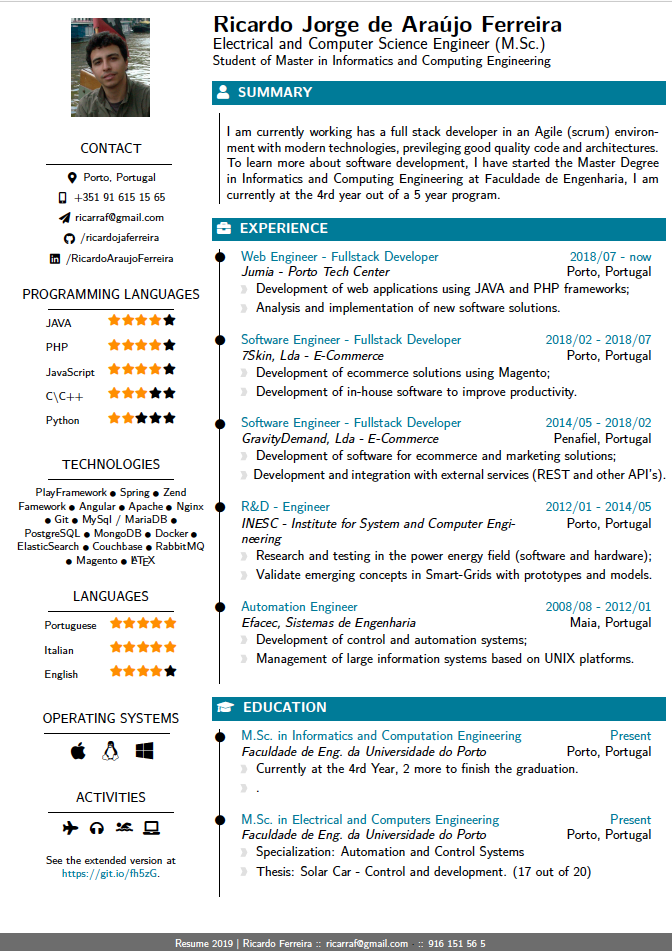 Ricardo Jorge de Araújo Ferreira
Electrical and Computer Science Engineer (M.Sc.)
Student of Master in Informatics and Computing Engineering
CONTACT
Porto, Portugal
+351 91 615 15 65
ricarraf@gmail.com
/ricardojaferreira
/RicardoAraujoFerreira
PROGRAMMING LANGUAGES
JAVA
PHP
JavaScript
C\C++
Python
TECHNOLOGIES
PlayFramework ● Spring ● Zend
Famework ● Angular ● Apache ● Nginx
● Git ● MySql / MariaDB ●
PostgreSQL ● MongoDB ● Docker ●
ElasticSearch ● Couchbase ● RabbitMQ
● Magento ● LATEX
LANGUAGES
Portuguese
Italian
English
OPERATING SYSTEMS
ACTIVITIES
See the extended version at
https://git.io/fh5zG.
SUMMARY
I am currently working has a full stack developer in an Agile (scrum) environ-
ment with modern technologies, previleging good quality code and architectures.
To learn more about software development, I have started the Master Degree
in Informatics and Computing Engineering at Faculdade de Engenharia, I am
currently at the 4rd year out of a 5 year program.
EXPERIENCE
Web Engineer - Fullstack Developer 2018/07 - now
Jumia - Porto Tech Center Porto, Portugal
Development of web applications using JAVA and PHP frameworks;
Analysis and implementation of new software solutions.
Software Engineer - Fullstack Developer 2018/02 - 2018/07
7Skin, Lda - E-Commerce Porto, Portugal
Development of ecommerce solutions using Magento;
Development of in-house software to improve productivity.
Software Engineer - Fullstack Developer 2014/05 - 2018/02
GravityDemand, Lda - E-Commerce Penafiel, Portugal
Development of software for ecommerce and marketing solutions;
Development and integration with external services (REST and other API's).
R&D - Engineer 2012/01 - 2014/05
INESC - Institute for System and Computer Engi- Porto, Portugal
neering
Research and testing in the power energy field (software and hardware);
Validate emerging concepts in Smart-Grids with prototypes and models.
Automation Engineer 2008/08 - 2012/01
Efacec, Sistemas de Engenharia Maia, Portugal
Development of control and automation systems;
Management of large information systems based on UNIX platforms.
EDUCATION
M.Sc. in Informatics and Computation Engineering Present
Faculdade de Eng. da Universidade do Porto Porto, Portugal
Currently at the 4rd Year, 2 more to finish the graduation.
.
M.Sc. in Electrical and Computers Engineering Present
Faculdade de Eng. da Universidade do Porto Porto, Portugal
Specialization: Automation and Control Systems
Thesis: Solar Car - Control and development. (17 out of 20)
Resume 2019 | Ricardo Ferreira :: ricarraf@gmail.com - :: 916 151 56 5